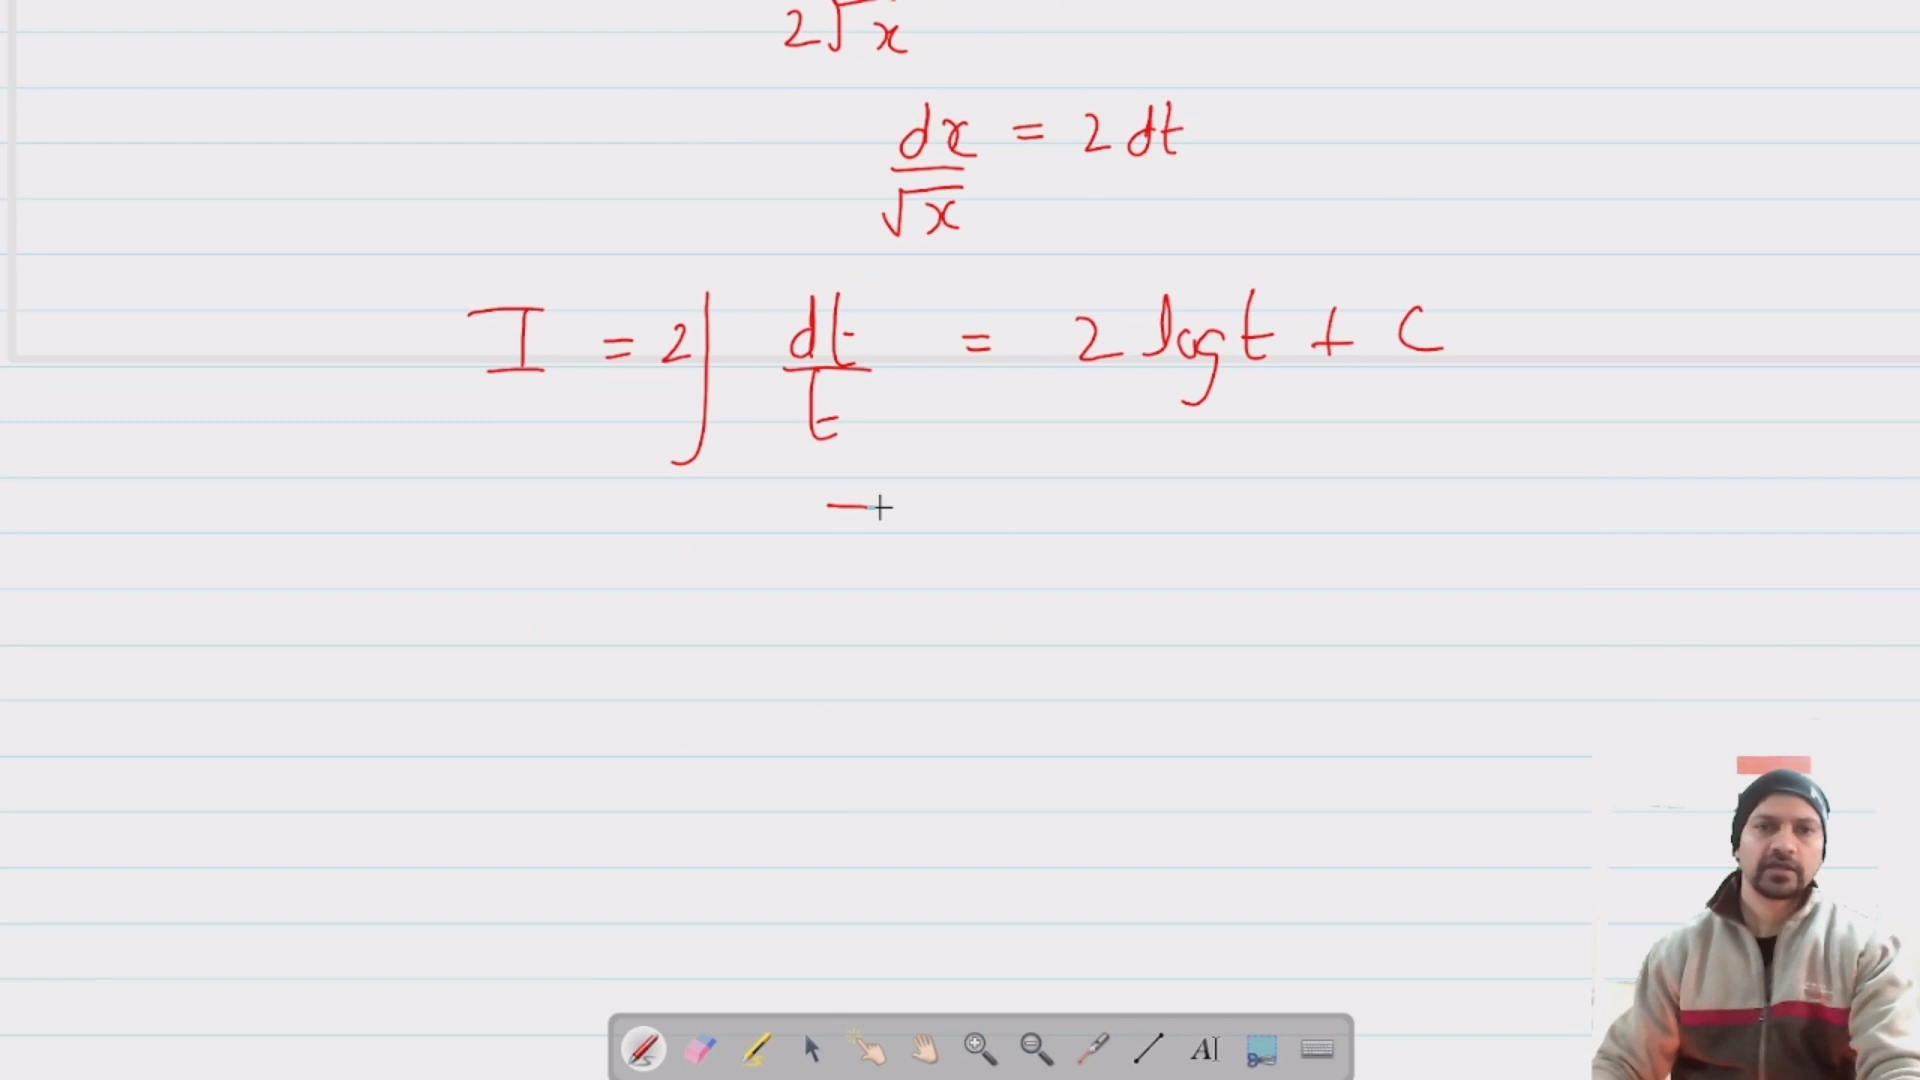 2√x
dx/√x = 2 dt
I = 2∫ dt/t = 2 log t + C